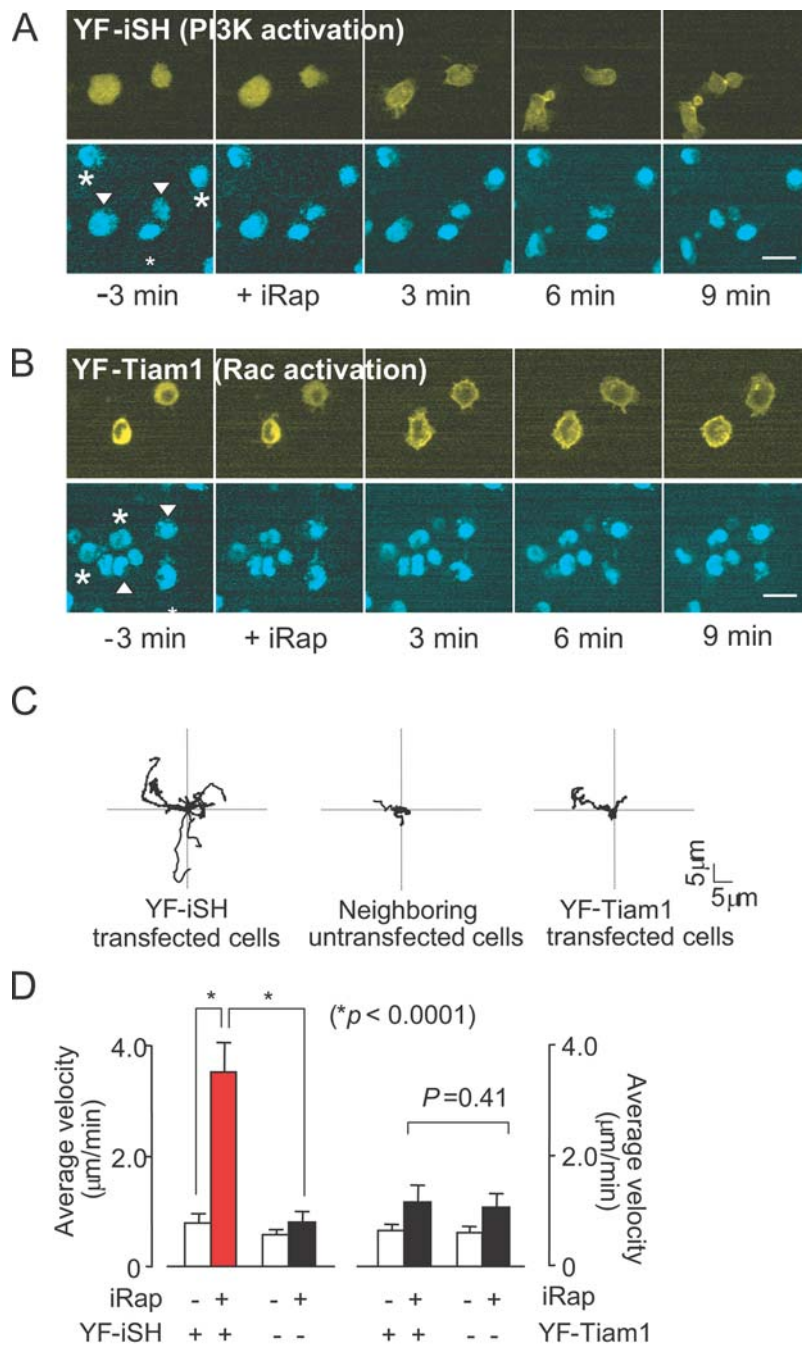 A
YF-iSH (PI3K activation)
*
*
*
-3 min + iRap 3 min 6 min 9 min
B
YF-Tiam1 (Rac activation)
*
*
*
-3 min + iRap 3 min 6 min 9 min
C
5μm
5μm
YF-iSH
transfected cells
Neighboring
untransfected cells
YF-Tiam1
transfected cells
D
* *
(*p < 0.0001)
P=0.41
Average velocity
(μm/min)
4.0
2.0
0
4.0
2.0
0
Average velocity
(μm/min)
iRap - + - + - + - + iRap
YF-iSH + + - - + + - - YF-Tiam1